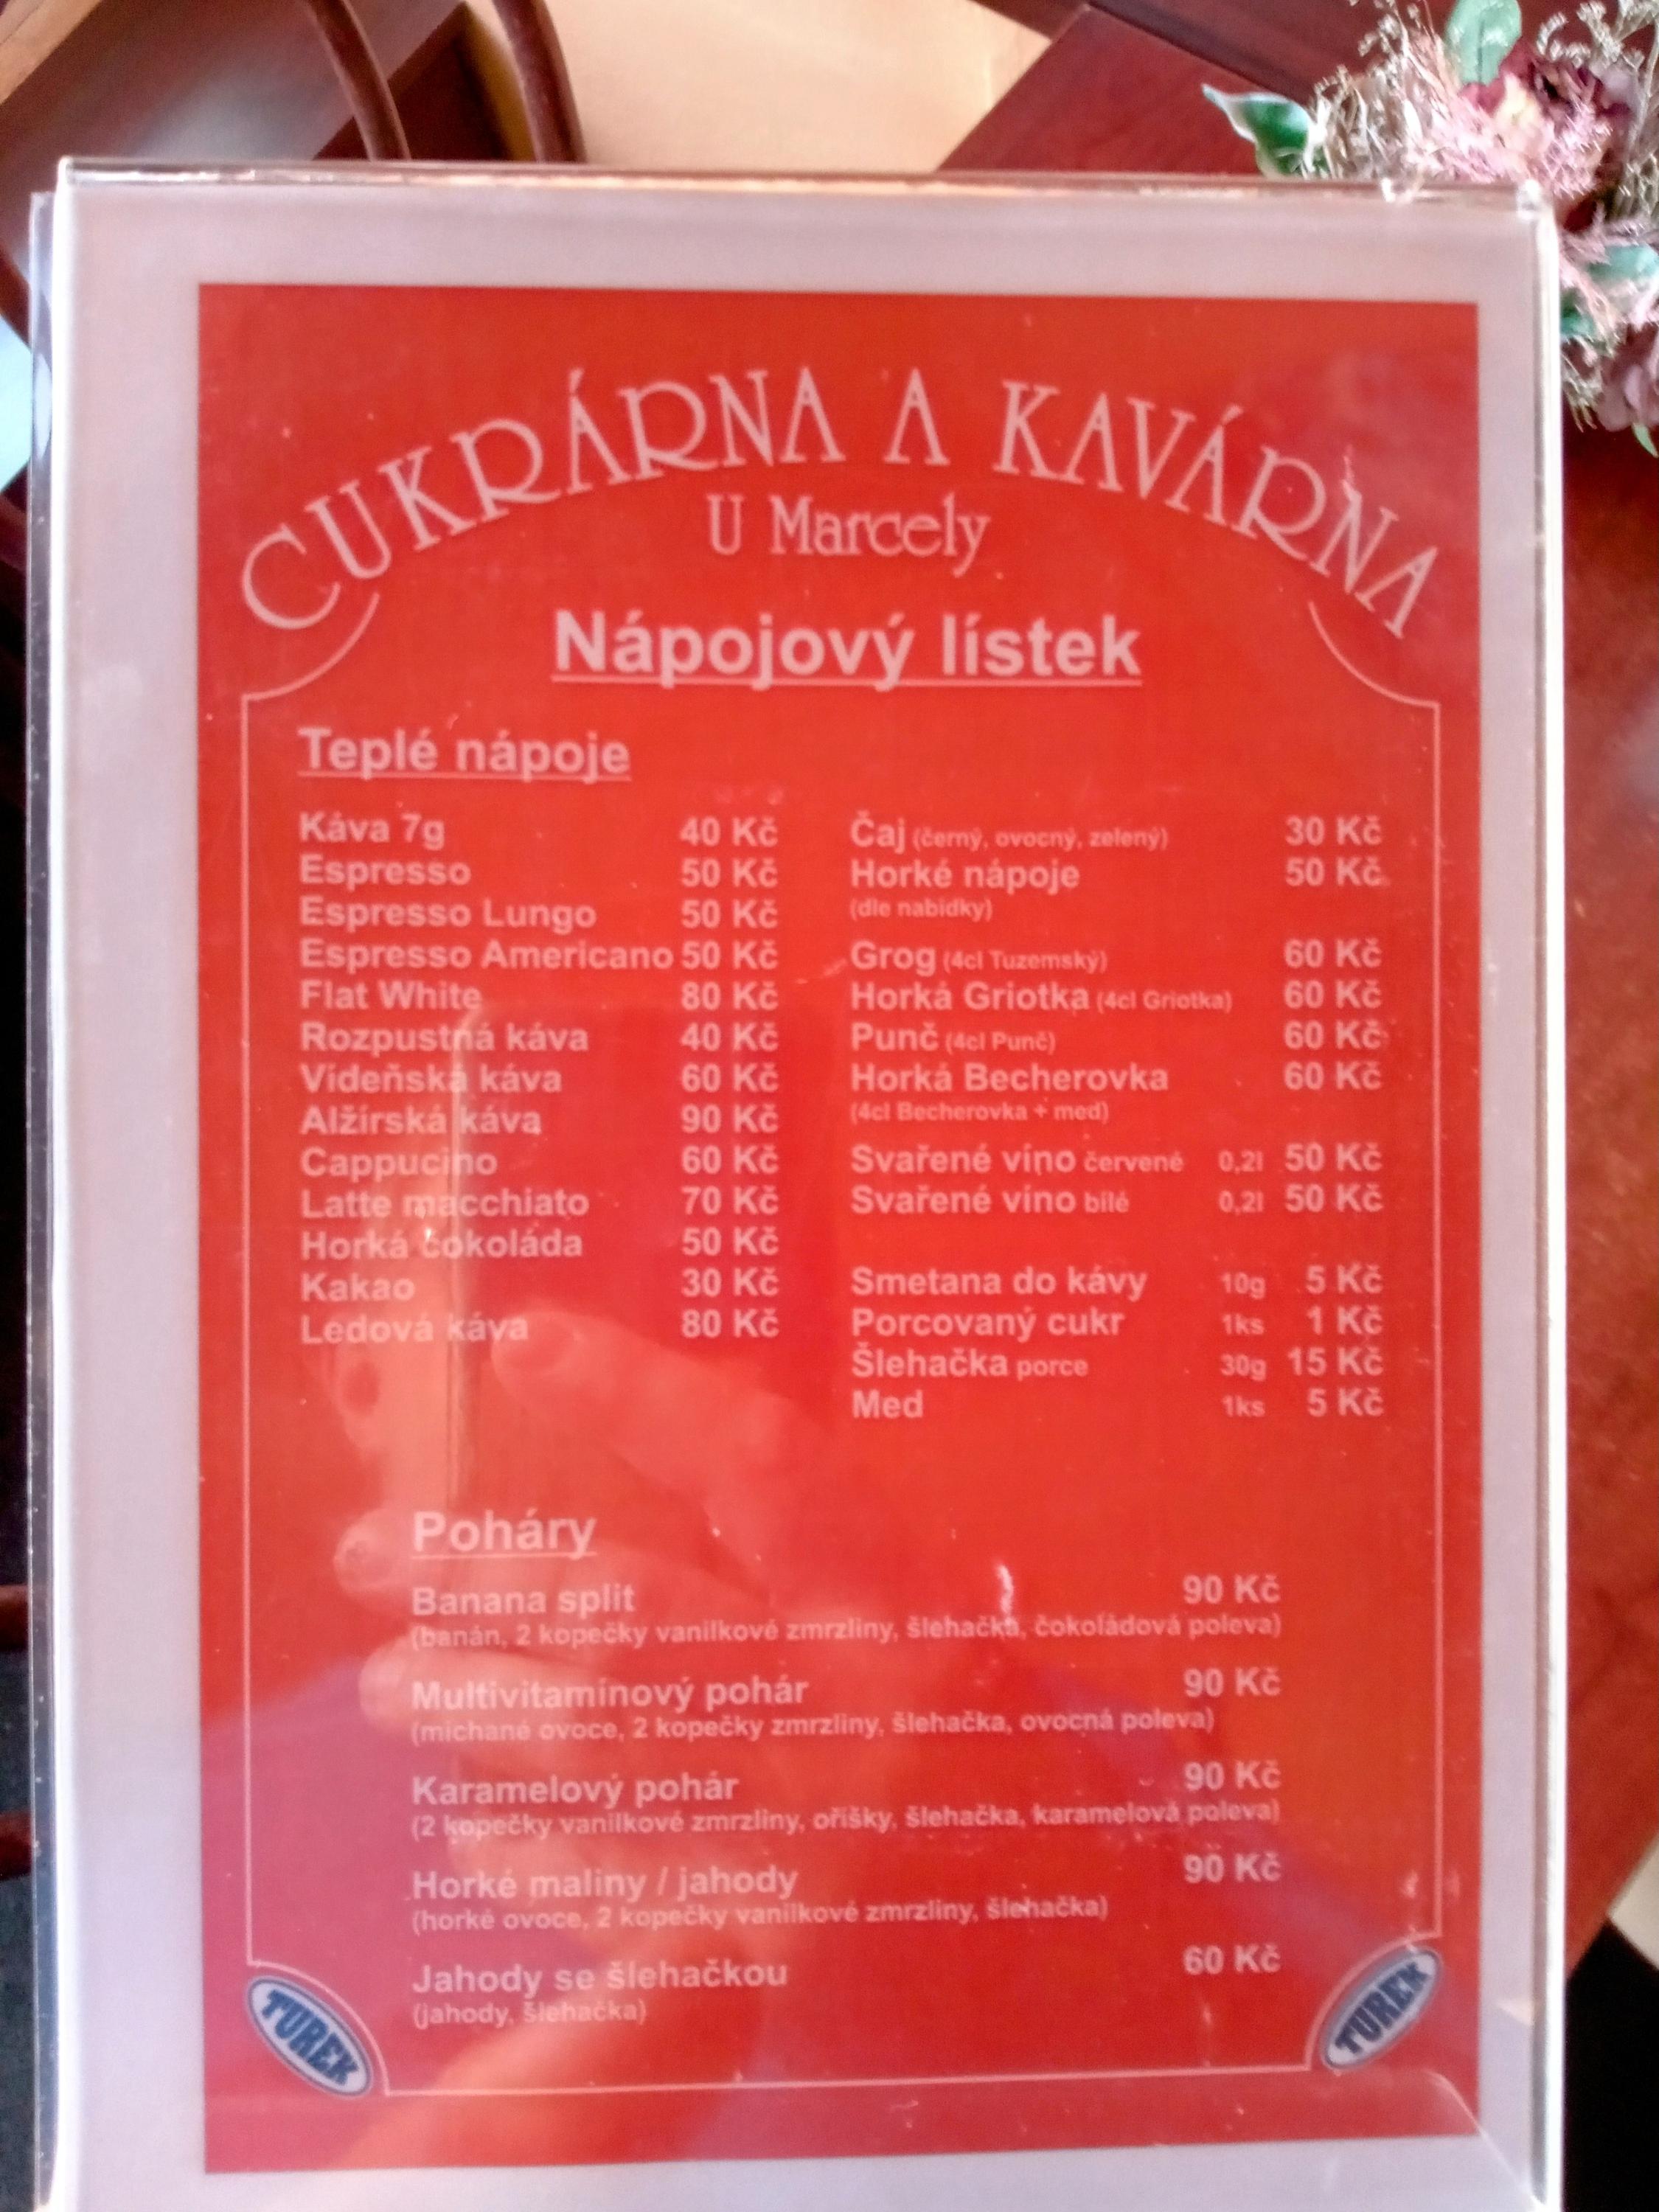 CUKRÁRNA A KAVÁRNA
U Marcely
Nápojový lístek
Teplé nápoje
Káva 7g 40 Kč
Espresso 50 Kč
Espresso Lungo 50 Kč
Espresso Americano 50 Kč
Flat White 80 Kč
Rozpustná káva 40 Kč
Vídeňská káva 60 Kč
Alžírská káva 90 Kč
Cappucino 60 Kč
Latte macchiato 70 Kč
Horká čokoláda 50 Kč
Kakao 30 Kč
Ledová káva 80 Kč
Čaj (černý, ovocný, zelený) 30 Kč
Horké nápoje 50 Kč
(dle nabídky)
Grog (4cl Tuzemský) 60 Kč
Horká Griotka (4cl Griotka) 60 Kč
Punč (4cl Punč) 60 Kč
Horká Becherovka 60 Kč
(4cl Becherovka + med)
Svařené víno červené 0,2l 50 Kč
Svařené víno bílé 0,2l 50 Kč
Smetana do kávy 10g 5 Kč
Porcovaný cukr 1ks 1 Kč
Šlehačka porce 30g 15 Kč
Med 1ks 5 Kč
Poháry
Banana split 90 Kč
(banán, 2 kopečky vanilkové zmrzliny, šlehačka, čokoládová poleva)
Multivitamínový pohár 90 Kč
(míchané ovoce, 2 kopečky zmrzliny, šlehačka, ovocná poleva)
Karamelový pohár 90 Kč
(2 kopečky vanilkové zmrzliny, oříšky, šlehačka, karamelová poleva)
Horké maliny / jahody 90 Kč
(horké ovoce, 2 kopečky vanilkové zmrzliny, šlehačka)
Jahody se šlehačkou 60 Kč
(jahody, šlehačka)
TUREK
TUREK